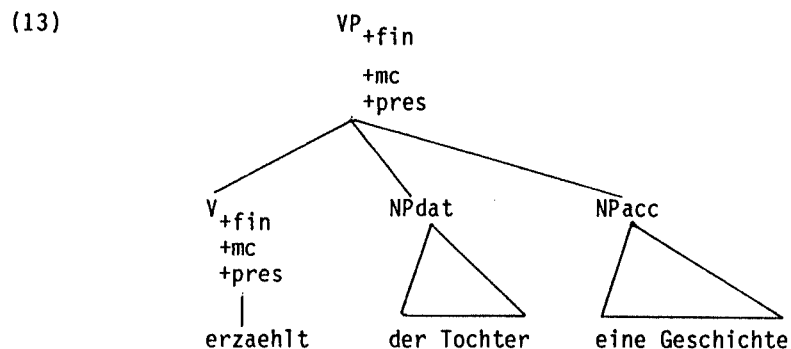 (13) VP+fin
+mc
+pres
V+fin NPdat NPacc
+mc
+pres
erzaehlt der Tochter eine Geschichte